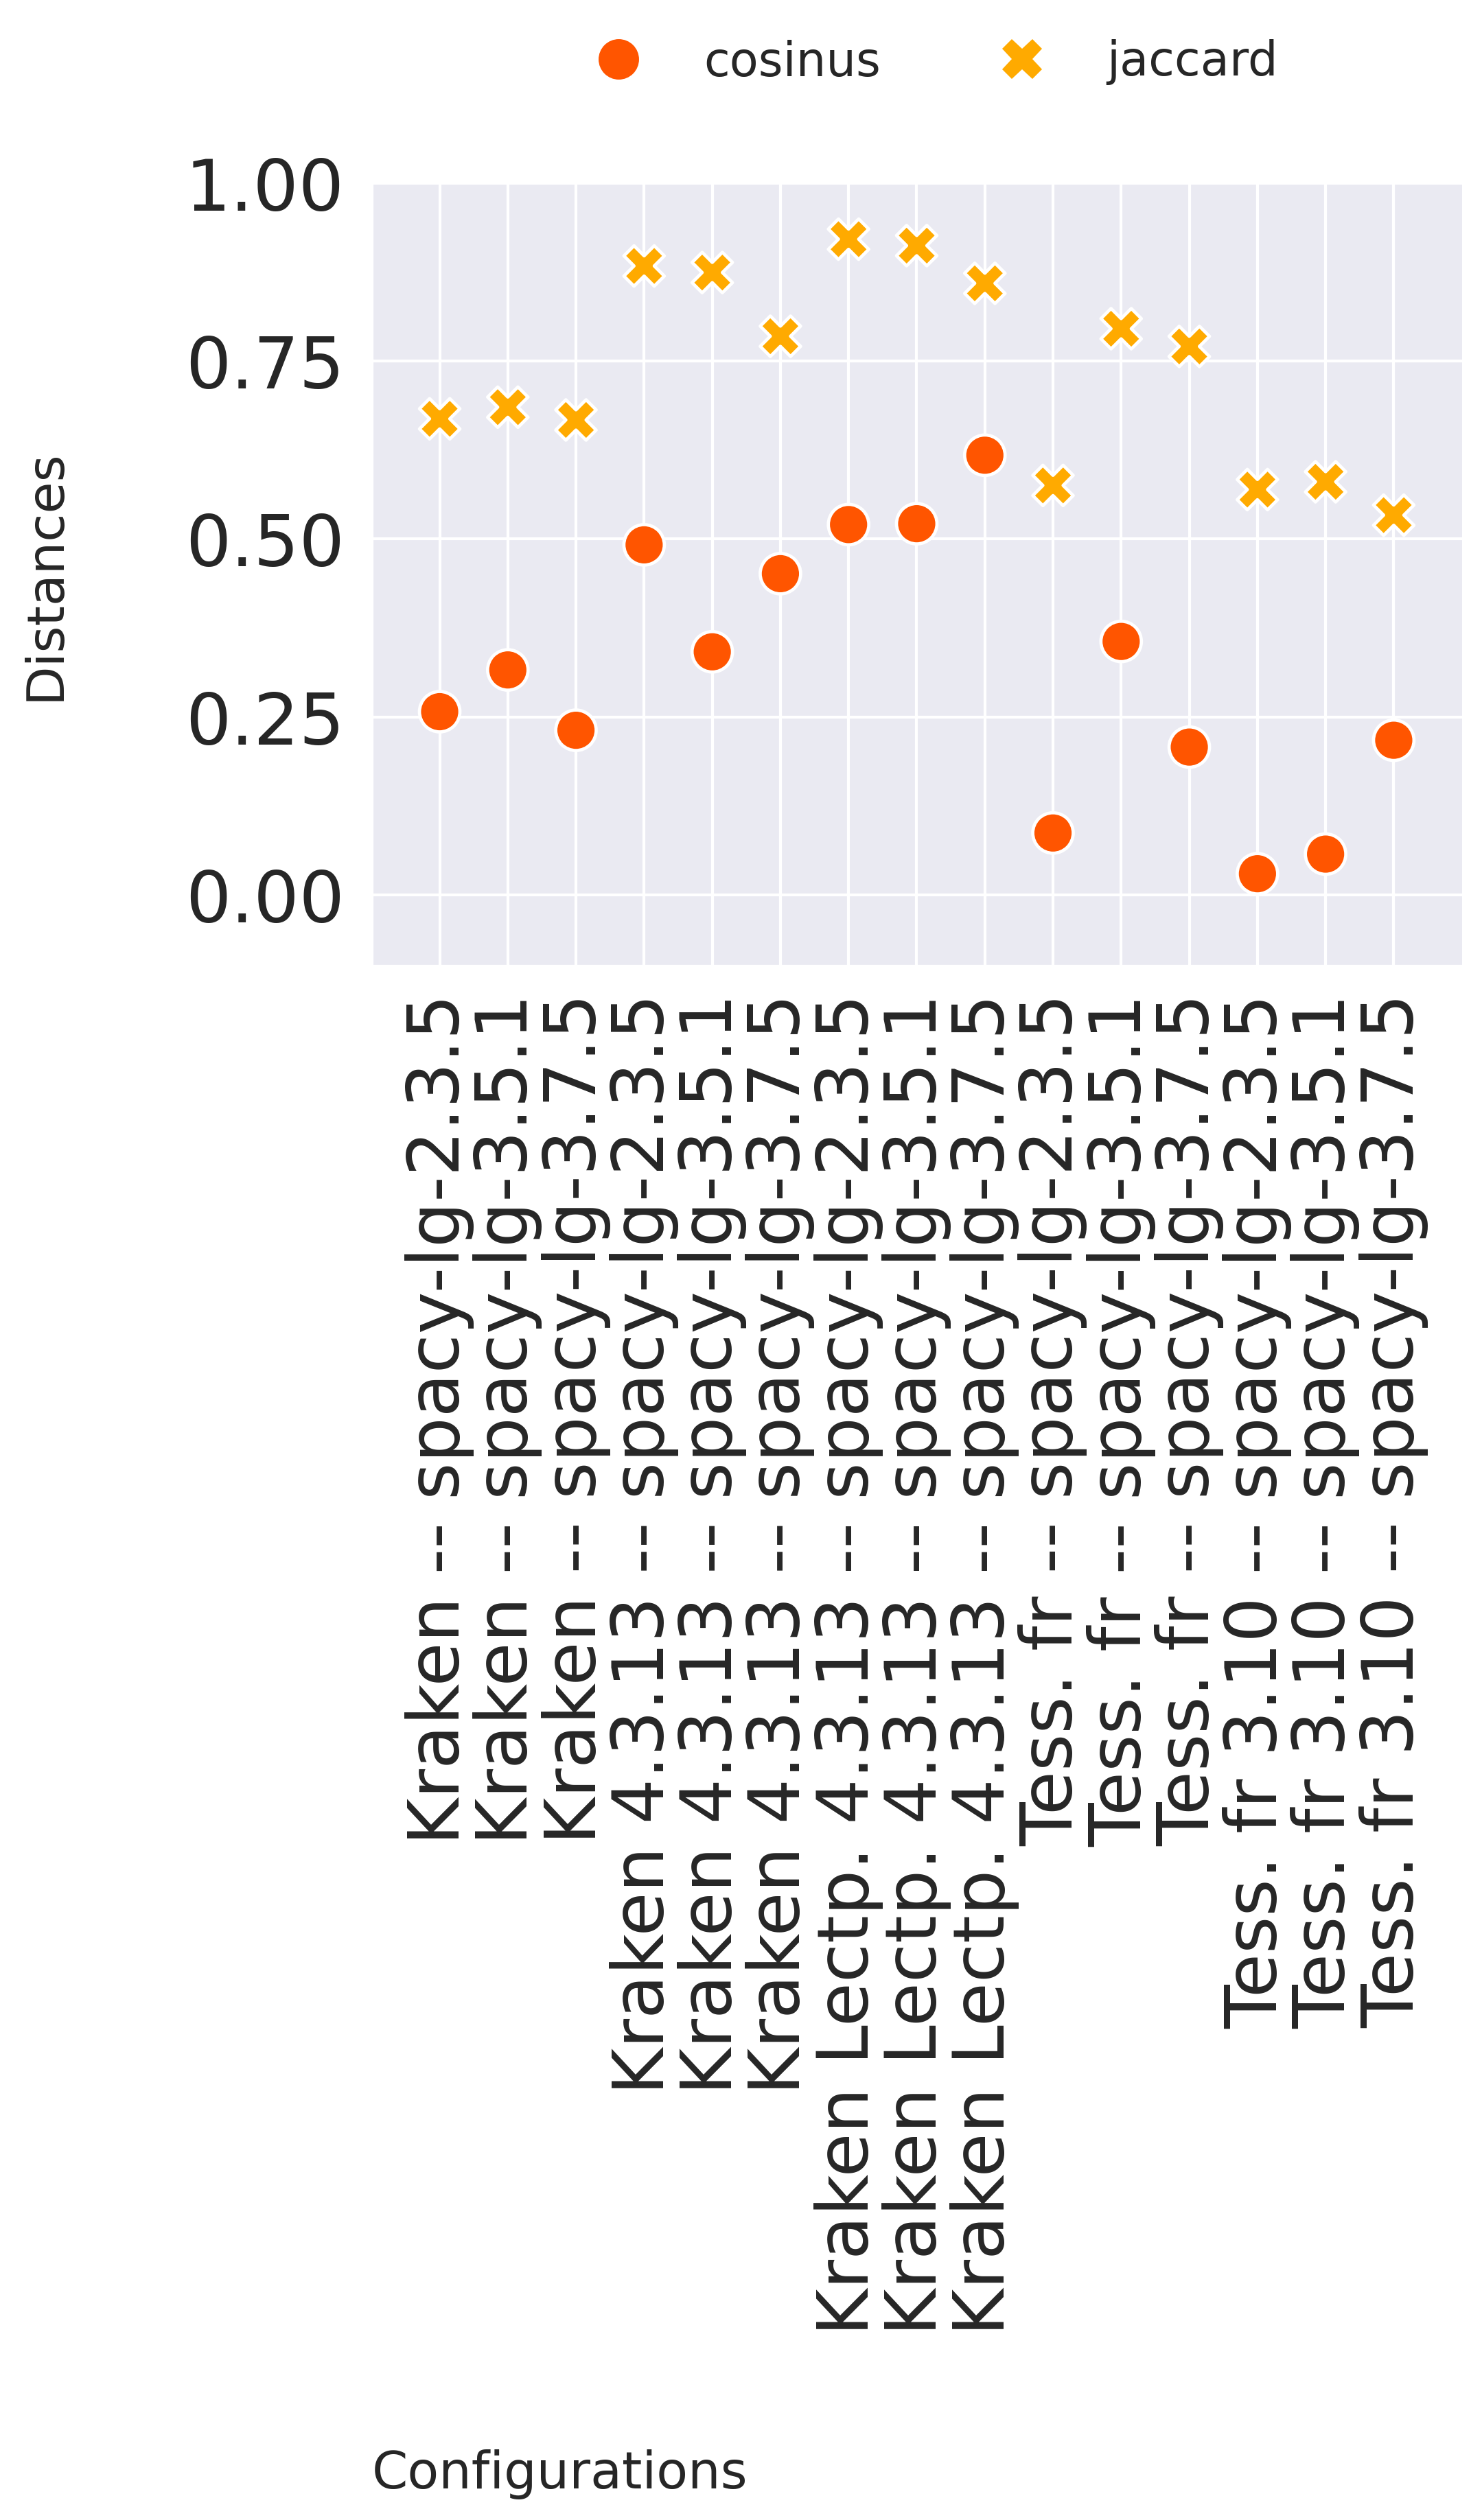 cosinus
jaccard
1.00
0.75
0.50
0.25
0.00
Distances
Kraken -- spacy-lg-2.3.5
Kraken -- spacy-lg-3.5.1
Kraken -- spacy-lg-3.7.5
Kraken 4.3.13 -- spacy-lg-2.3.5
Kraken 4.3.13 -- spacy-lg-3.5.1
Kraken 4.3.13 -- spacy-lg-3.7.5
Kraken Lectp. 4.3.13 -- spacy-lg-2.3.5
Kraken Lectp. 4.3.13 -- spacy-lg-3.5.1
Kraken Lectp. 4.3.13 -- spacy-lg-3.7.5
Tess. fr -- spacy-lg-2.3.5
Tess. fr -- spacy-lg-3.5.1
Tess. fr -- spacy-lg-3.7.5
Tess. fr 3.10 -- spacy-lg-2.3.5
Tess. fr 3.10 -- spacy-lg-3.5.1
Tess. fr 3.10 -- spacy-lg-3.7.5
Configurations